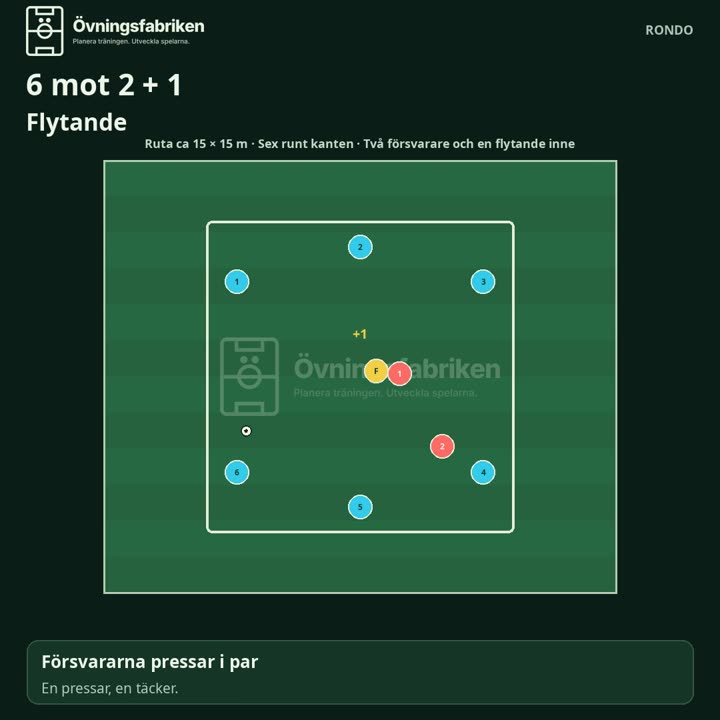 Övningsfabriken
Planera träningen. Utveckla spelarna.
RONDO
6 mot 2 + 1
Flytande
Ruta ca 15 × 15 m · Sex runt kanten · Två försvarare och en flytande inne
2
1
3
+1
Övningsfabriken
F
1
Planera träningen. Utveckla spelarna.
2
6
4
5
Försvararna pressar i par
En pressar, en täcker.